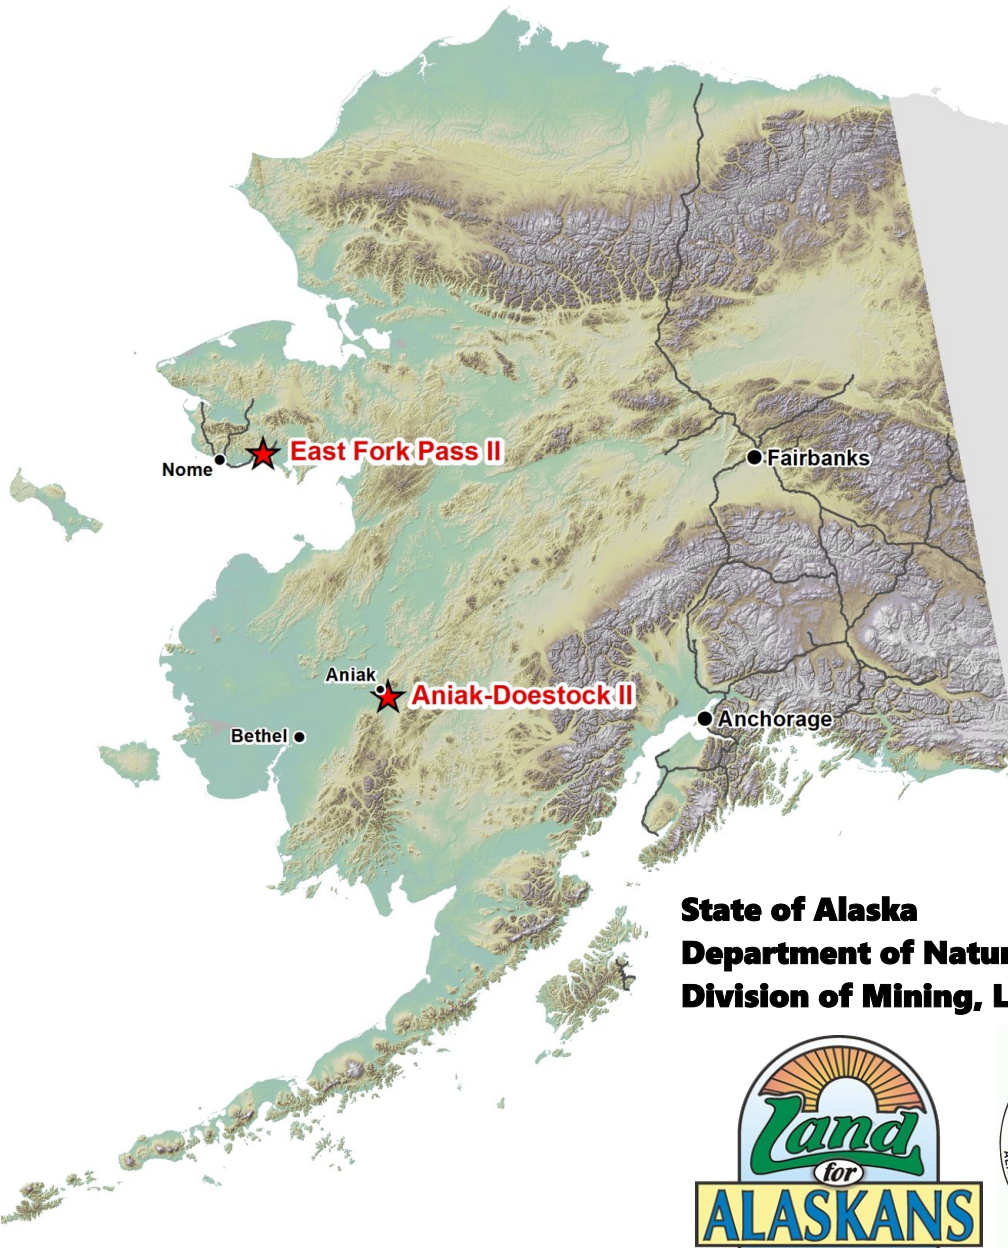 East Fork Pass II
Nome
Fairbanks
Aniak
Aniak-Doestock II
Bethel
Anchorage
State of Alaska
Department of Natur
Division of Mining, L
Land
for
ALASKANS